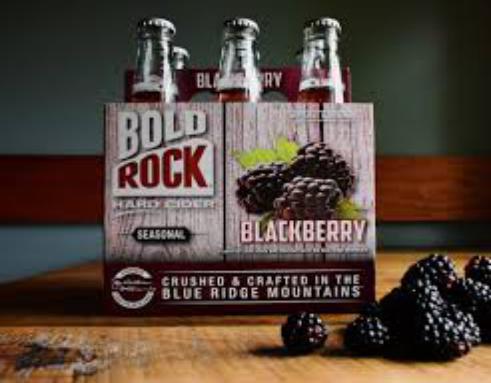 BLACKBERRY
BOLD
ROCK
HARD CIDER
SEASONAL
BLACKBERRY
CRUSHED & CRAFTED IN THE
BLUE RIDGE MOUNTAINS